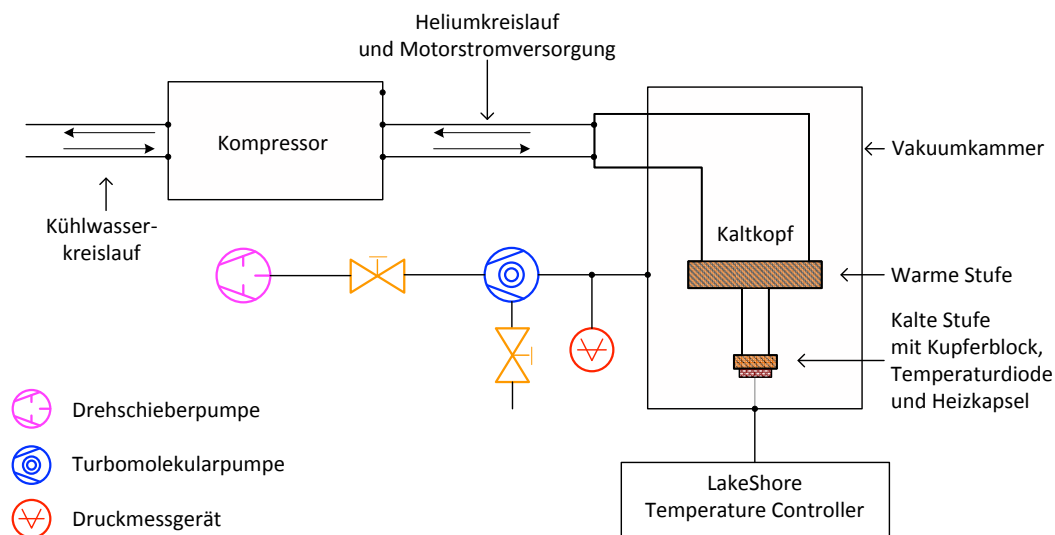 Heliumkreislauf
und Motorstromversorgung
Kompressor
Vakuumkammer
Kühlwasser-
kreislauf
Kaltkopf
Warme Stufe
Kalte Stufe
mit Kupferblock,
Temperaturdiode
und Heizkapsel
Drehschieberpumpe
Turbomolekularpumpe
Druckmessgerät
LakeShore
Temperature Controller